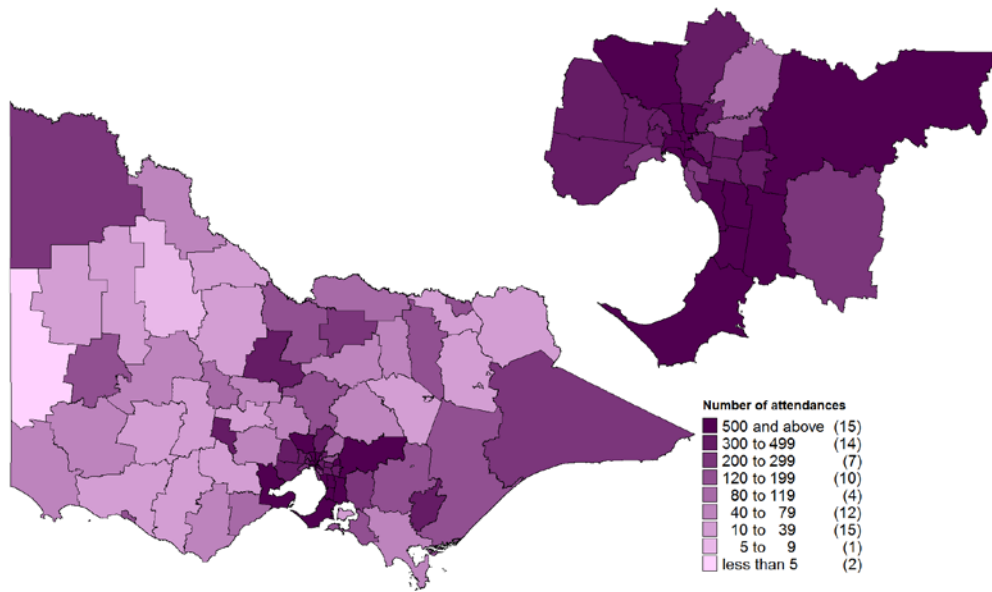 Number of attendances
500 and above (15)
300 to 499 (14)
200 to 299 (7)
120 to 199 (10)
80 to 119 (4)
40 to 79 (12)
10 to 39 (15)
5 to 9 (1)
less than 5 (2)